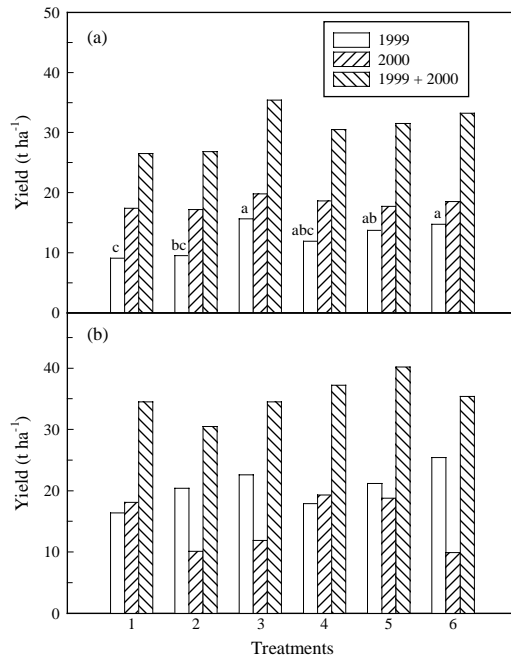 50
(a)
1999
2000
1999 + 2000
40
30
20
10
0
Yield (t ha-1)
c
bc
a
abc
ab
a
(b)
40
30
20
10
0
Yield (t ha-1)
1 2 3 4 5 6
Treatments